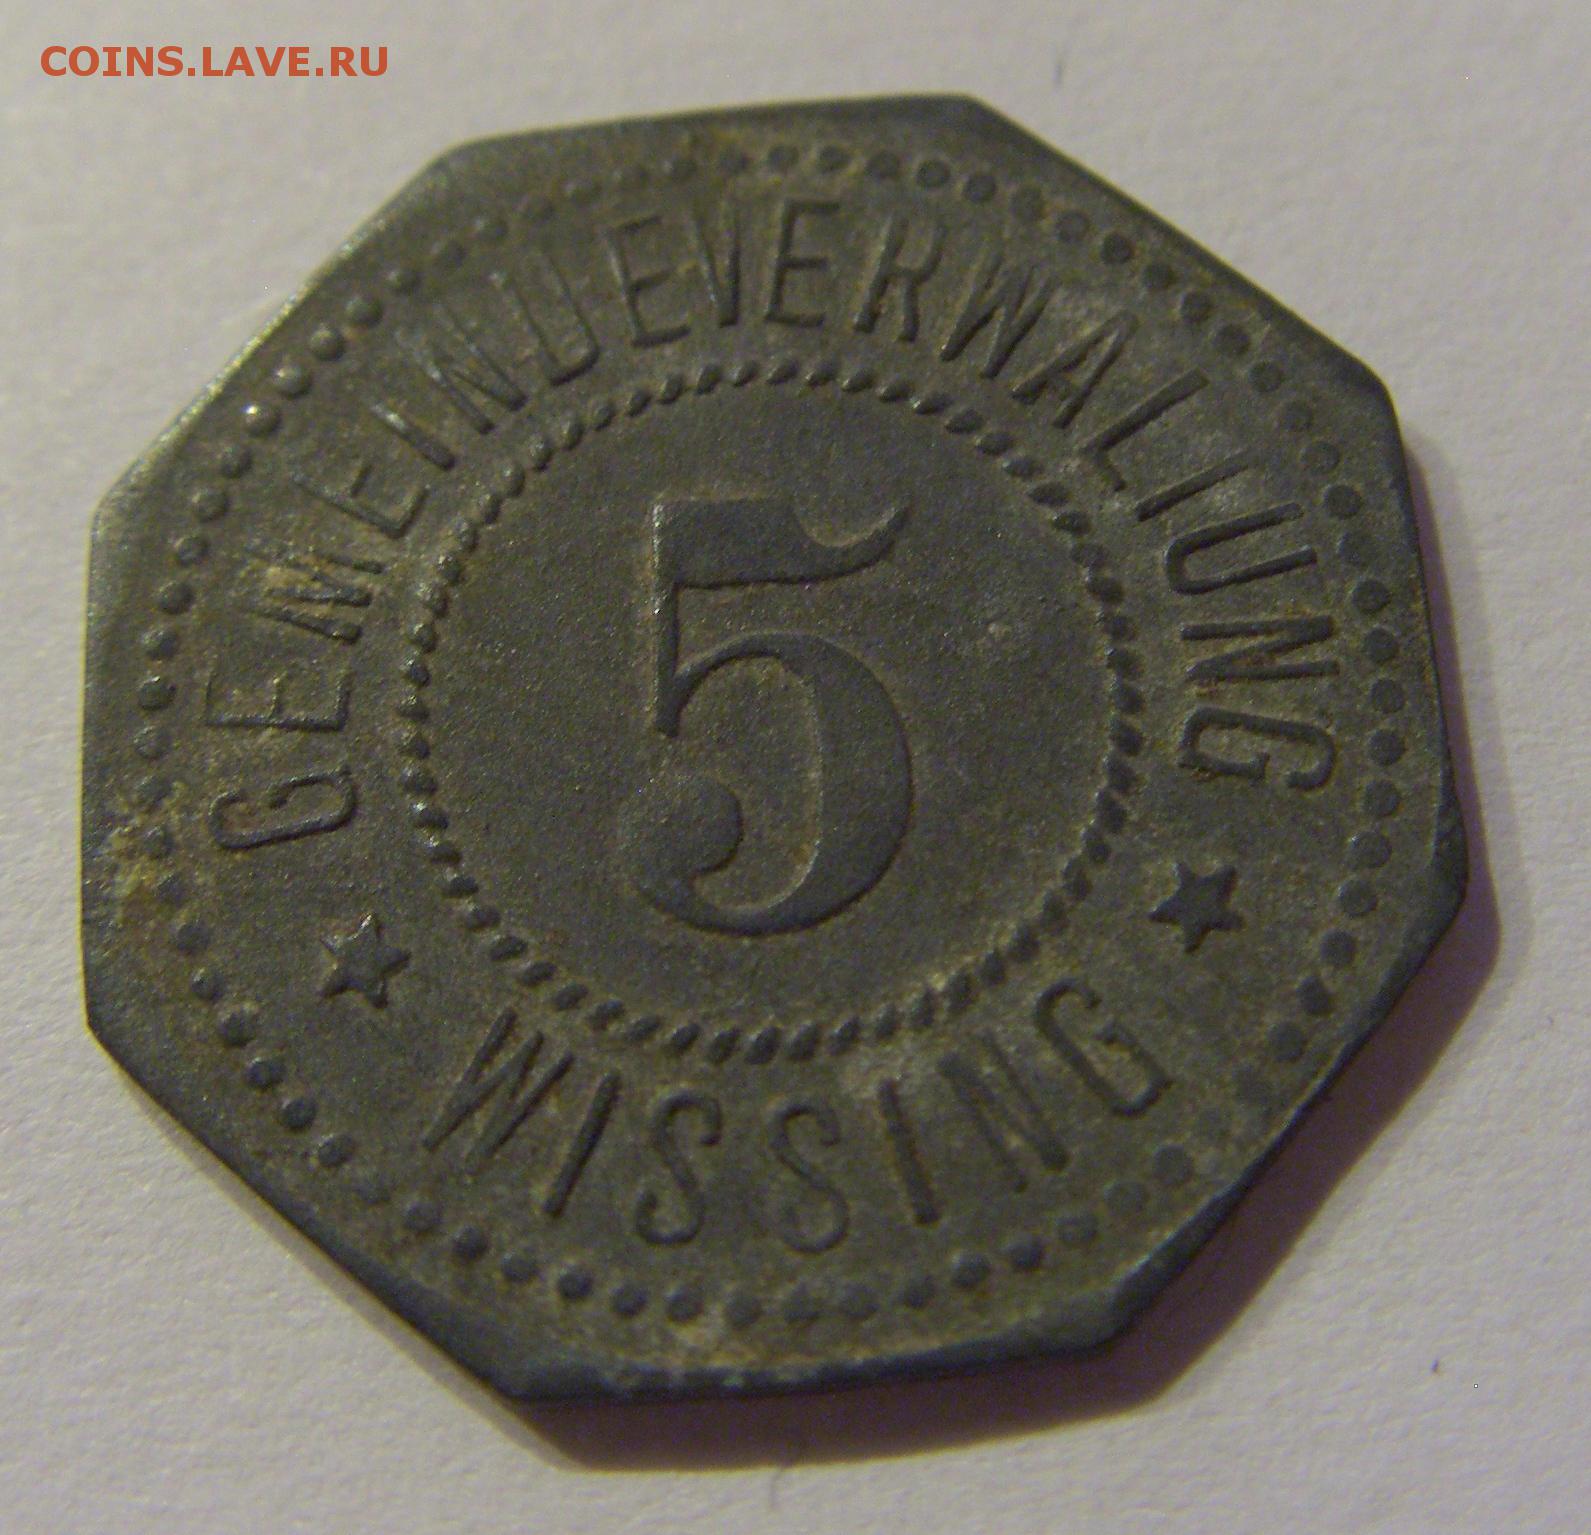 COINS.LAVE.RU
GEMEINDEVERWALTUNG
5
WISSING